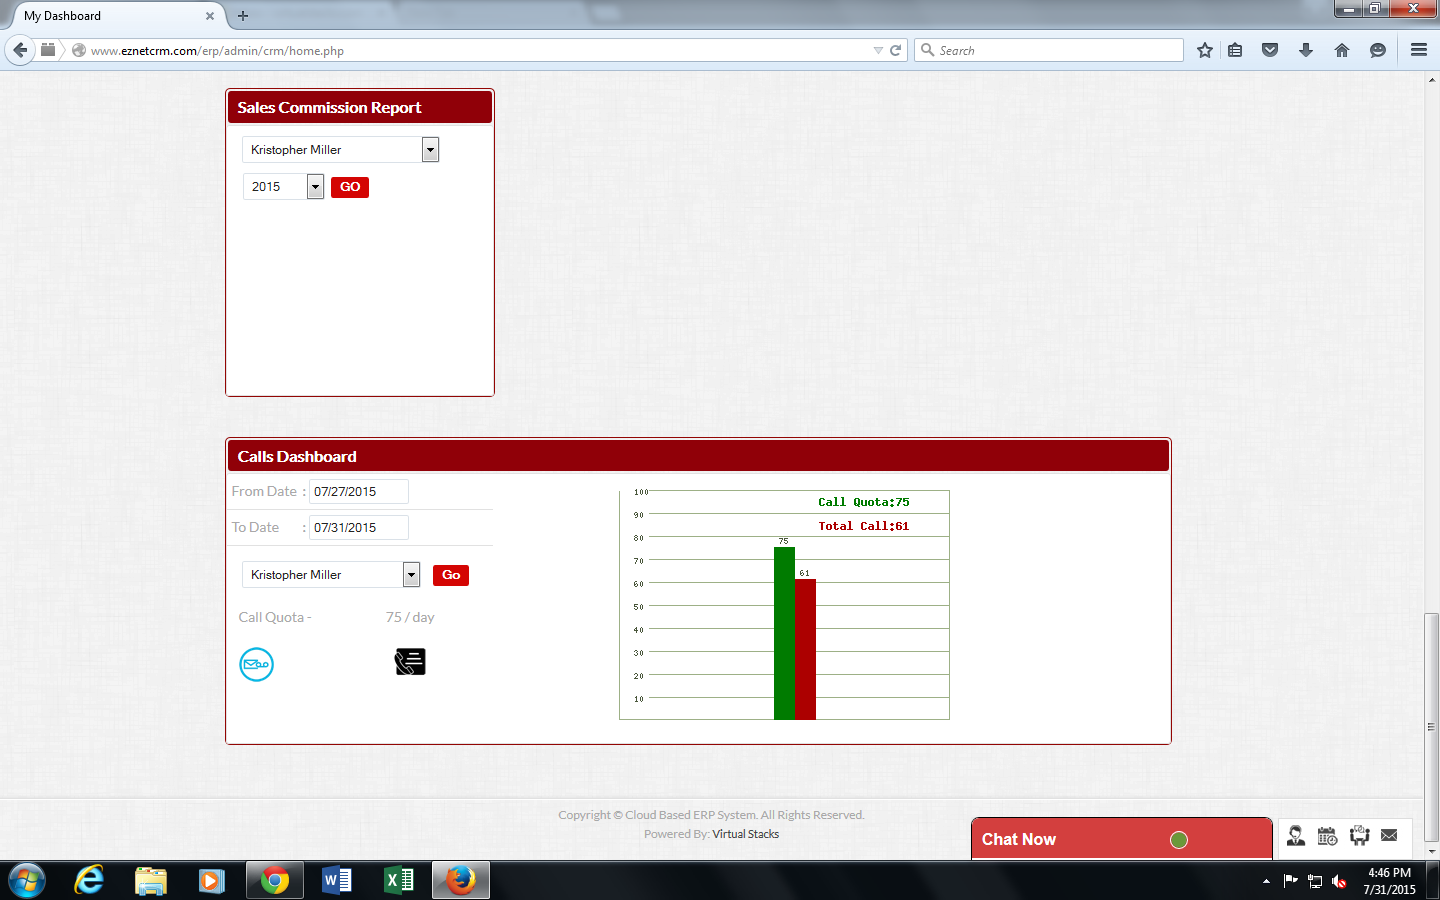 My Dashboard
www.eznetcrm.com/erp/admin/crm/home.php
Search
Sales Commission Report
Kristopher Miller
2015 GO
Calls Dashboard
From Date : 07/27/2015
To Date : 07/31/2015
Kristopher Miller Go
Call Quota - 75 / day
100
90
80
70
60
50
40
30
20
10
Call Quota:75
Total Call:61
75
61
Copyright © Cloud Based ERP System. All Rights Reserved.
Powered By: Virtual Stacks
Chat Now
4:46 PM
7/31/2015